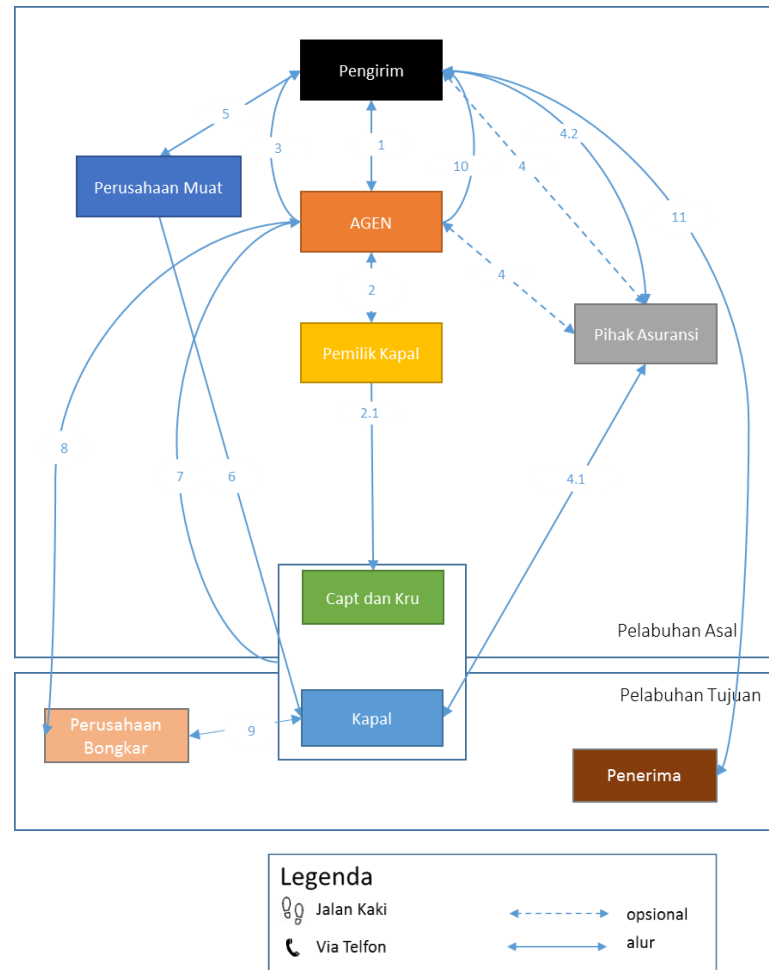 Pengirim
5
3
1
10
4.2
4
Perusahaan Muat
AGEN
11
2
4
Pemilik Kapal
Pihak Asuransi
2.1
8
7
6
4.1
Capt dan Kru
Pelabuhan Asal
Pelabuhan Tujuan
Perusahaan
Bongkar
9
Kapal
Penerima
Legenda
Jalan Kaki
opsional
Via Telfon
alur